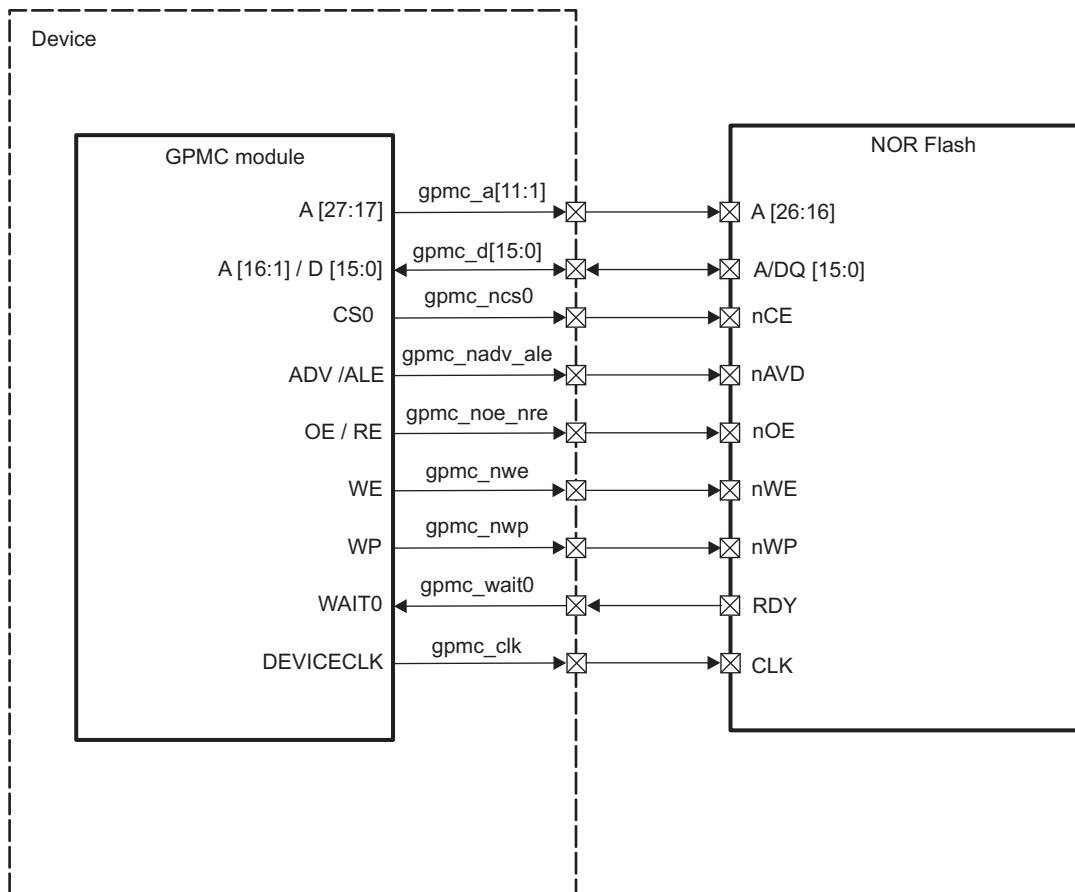 Device
GPMC module
NOR Flash
A [27:17] gpmc_a[11:1] A [26:16]
A [16:1] / D [15:0] gpmc_d[15:0] A/DQ [15:0]
CS0 gpmc_ncs0 nCE
ADV /ALE gpmc_nadv_ale nAVD
OE / RE gpmc_noe_nre nOE
WE gpmc_nwe nWE
WP gpmc_nwp nWP
WAIT0 gpmc_wait0 RDY
DEVICECLK gpmc_clk CLK